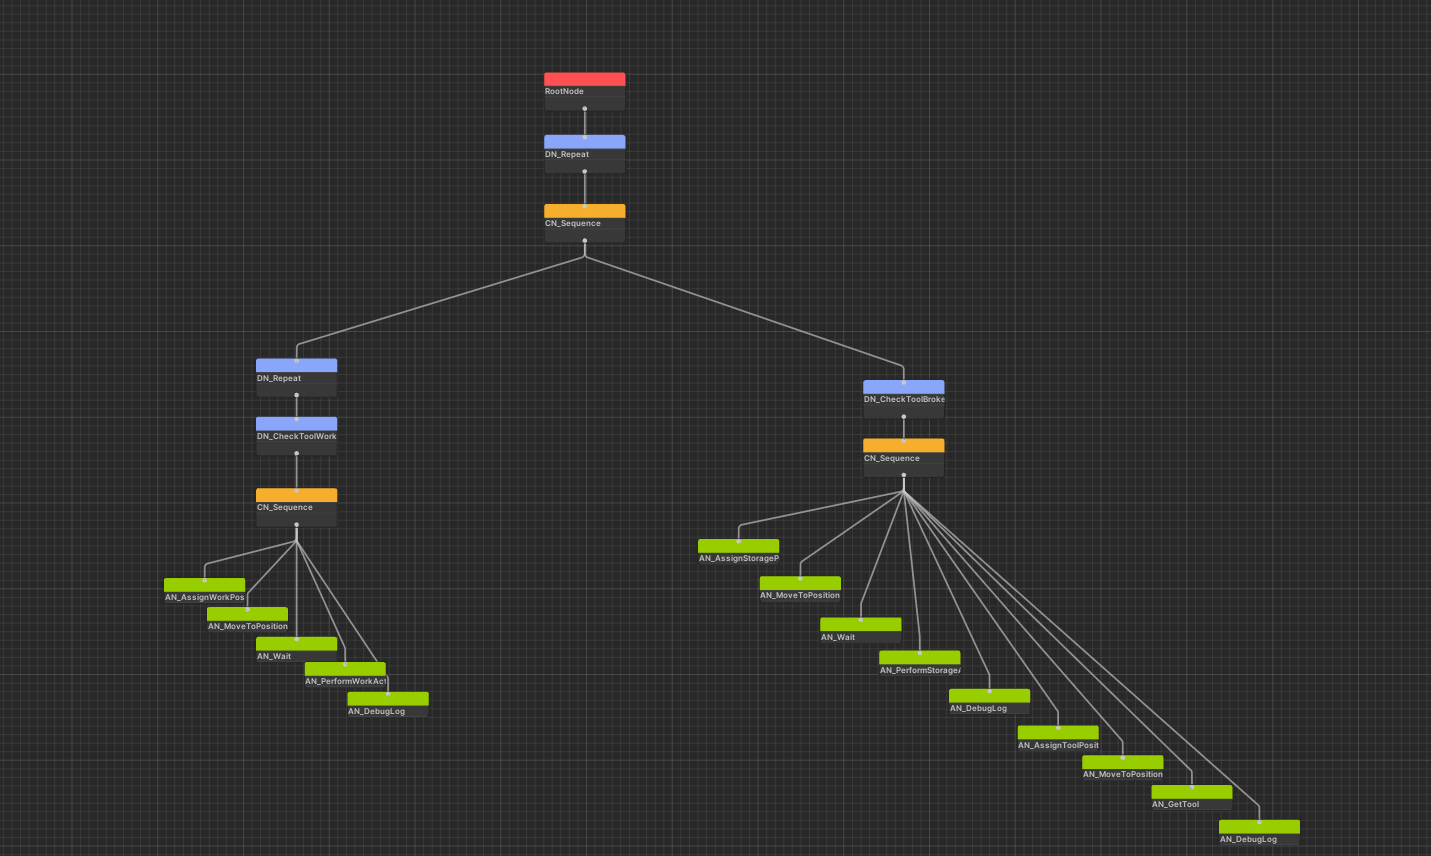 RootNode
DN_Repeat
CN_Sequence
DN_Repeat
DN_CheckToolWork
CN_Sequence
AN_AssignWorkPos
AN_MoveToPosition
AN_Wait
AN_PerformWorkAct
AN_DebugLog
DN_CheckToolBroke
CN_Sequence
AN_AssignStorageP
AN_MoveToPosition
AN_Wait
AN_PerformStorage
AN_DebugLog
AN_AssignToolPosit
AN_MoveToPosition
AN_GetTool
AN_DebugLog